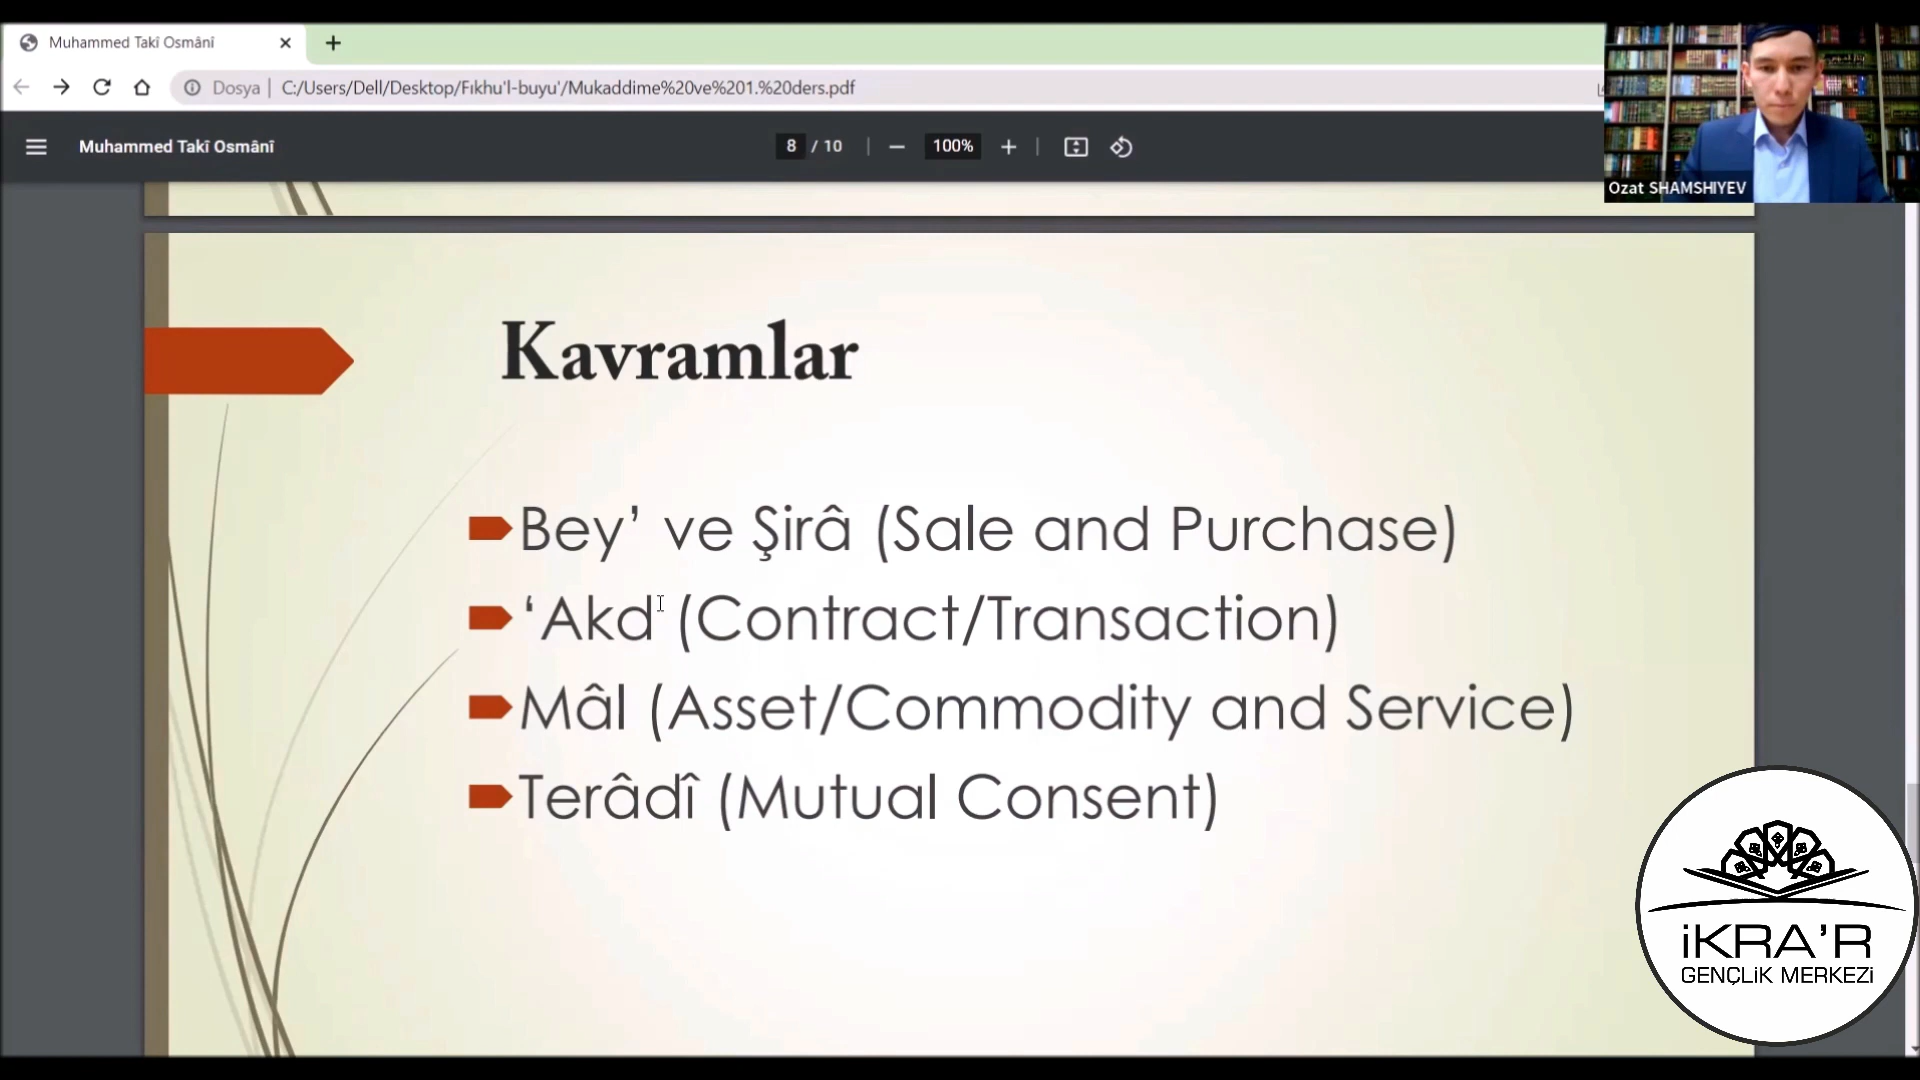 Muhammed Takî Osmânî
Dosya | C:/Users/Dell/Desktop/Fıkhu'l-buyu'/Mukaddime%20ve%201.%20ders.pdf
Muhammed Takî Osmânî
8 / 10
100%
Ozat SHAMSHIYEV
Kavramlar
Bey’ ve Şirâ (Sale and Purchase)
‘Akd (Contract/Transaction)
Mâl (Asset/Commodity and Service)
Terâdî (Mutual Consent)
iKRA’R
GENÇLiK MERKEZi